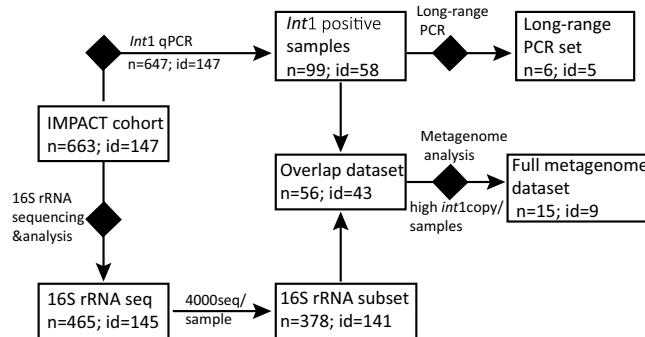 Int1 qPCR
n=647; id=147
Int1 positive
samples
n=99; id=58
Long-range
PCR
Long-range
PCR set
n=6; id=5
IMPACT cohort
n=663; id=147
Overlap dataset
n=56; id=43
Metagenome
analysis
high int1copy/
samples
Full metagenome
dataset
n=15; id=9
16S rRNA
sequencing
&analysis
16S rRNA seq
n=465; id=145
4000seq/
sample
16S rRNA subset
n=378; id=141